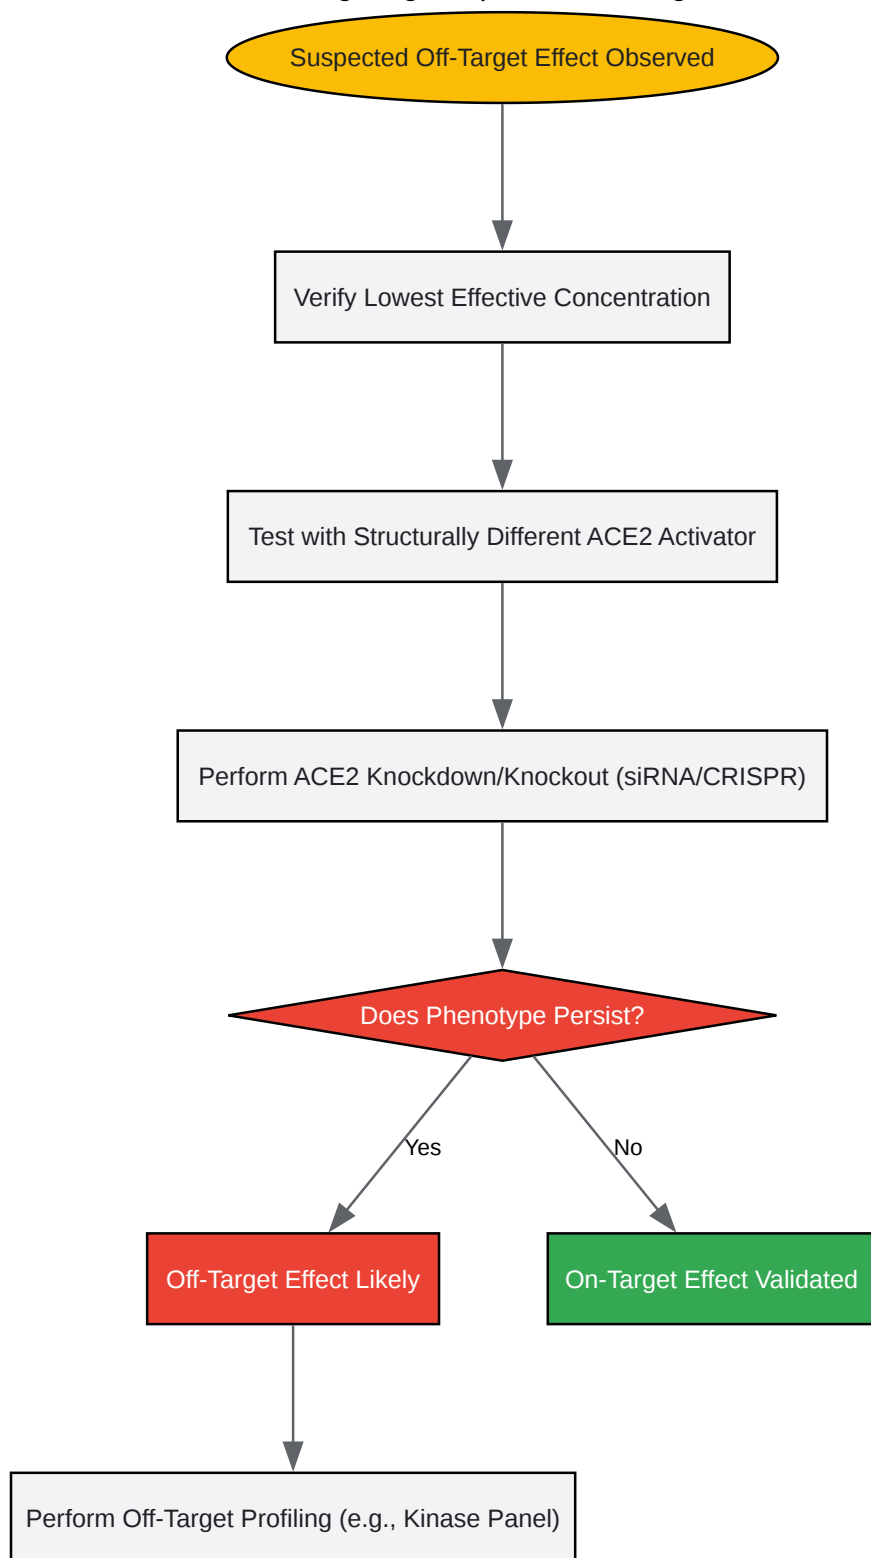 Suspected Off-Target Effect Observed
Verify Lowest Effective Concentration
Test with Structurally Different ACE2 Activator
Perform ACE2 Knockdown/Knockout (siRNA/CRISPR)
Does Phenotype Persist?
Yes
No
Off-Target Effect Likely
On-Target Effect Validated
Perform Off-Target Profiling (e.g., Kinase Panel)